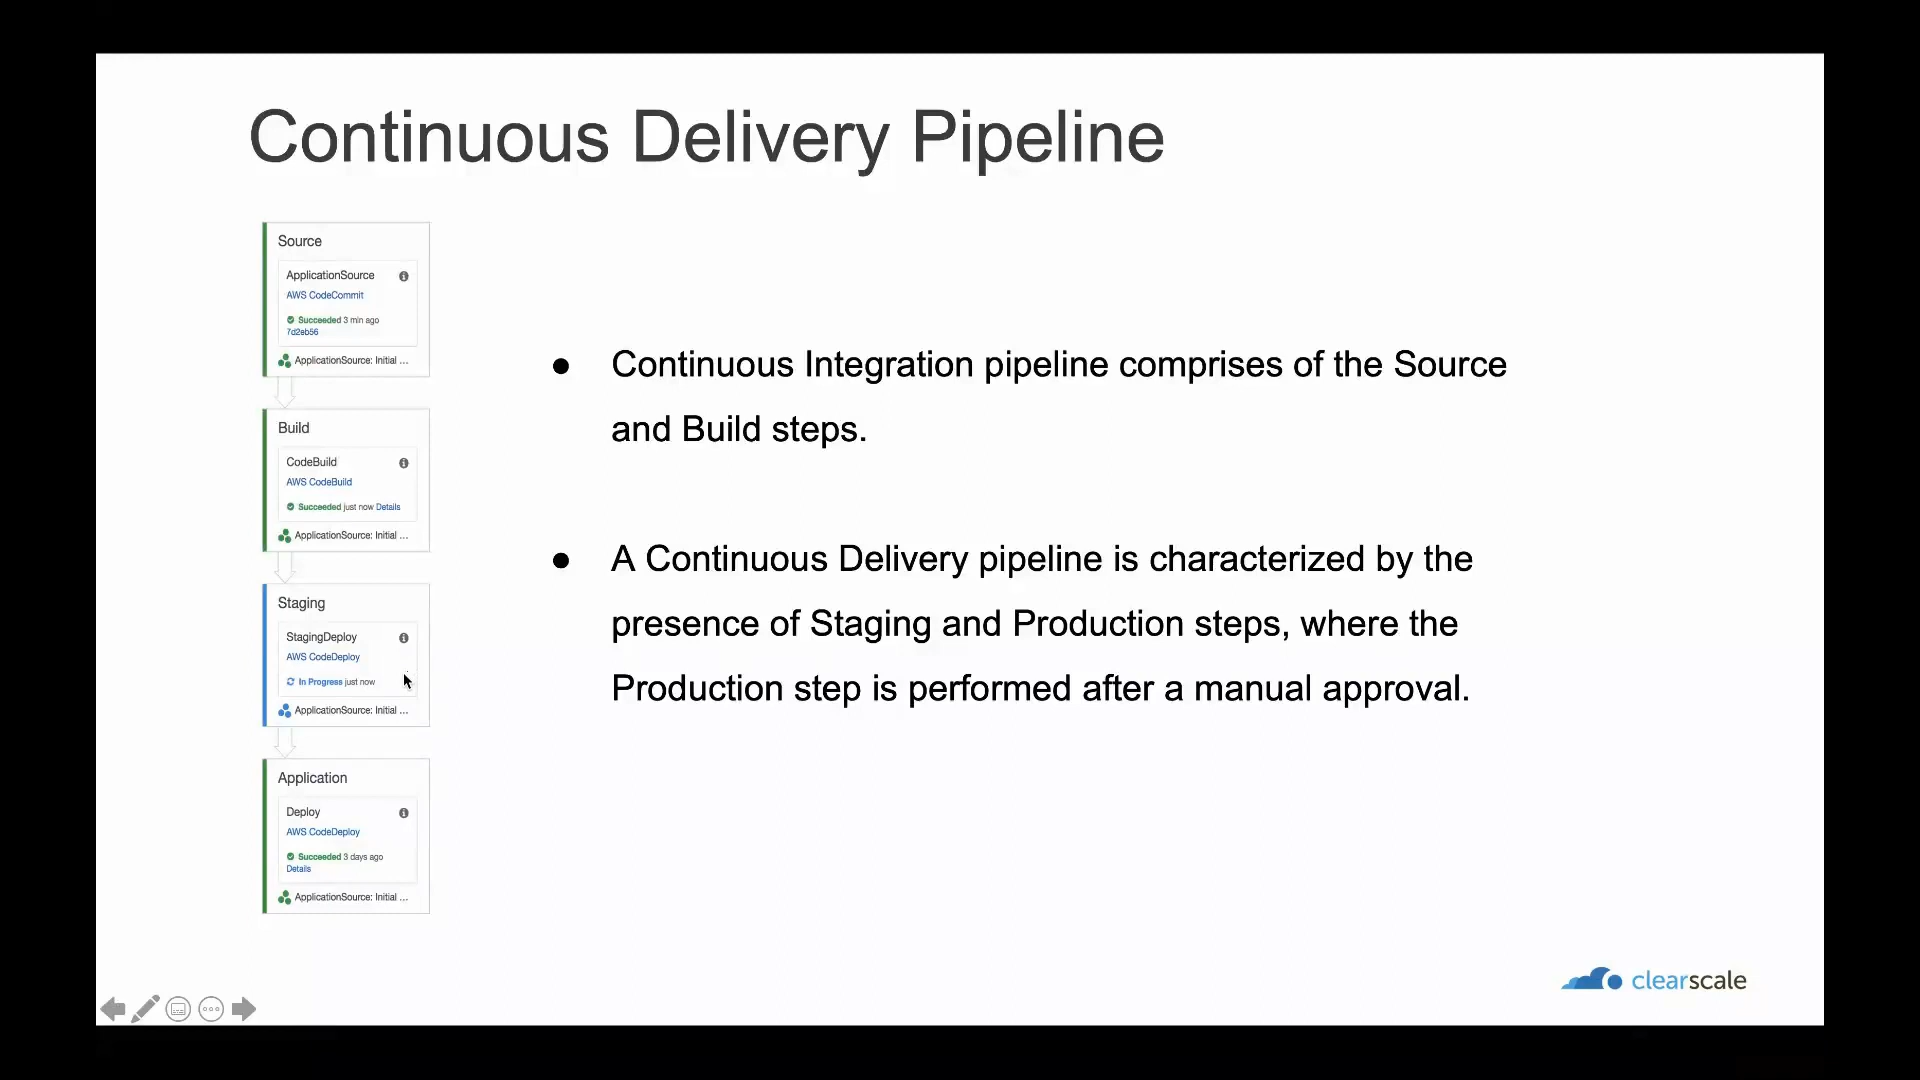 Continuous Delivery Pipeline
Source
ApplicationSource
AWS CodeCommit
Succeeded 3 min ago
7d2eb56
ApplicationSource: Initial ...
Build
CodeBuild
AWS CodeBuild
Succeeded just now Details
ApplicationSource: Initial ...
Staging
StagingDeploy
AWS CodeDeploy
In Progress just now
ApplicationSource: Initial ...
Application
Deploy
AWS CodeDeploy
Succeeded 3 days ago
Details
ApplicationSource: Initial ...
● Continuous Integration pipeline comprises of the Source
and Build steps.
● A Continuous Delivery pipeline is characterized by the
presence of Staging and Production steps, where the
Production step is performed after a manual approval.
clearscale